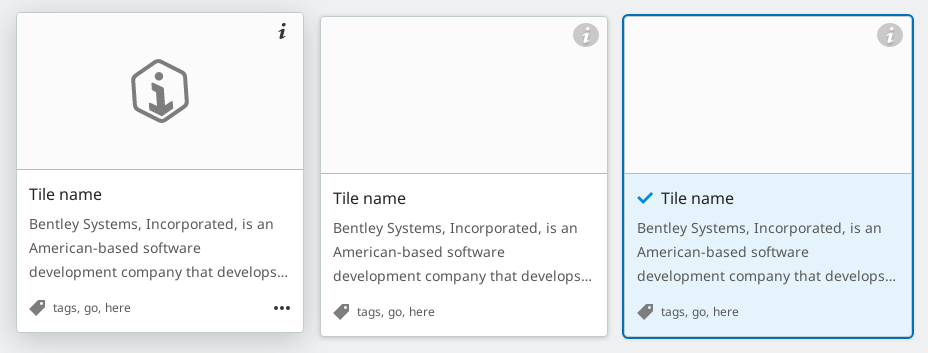 Tile name
Bentley Systems, Incorporated, is an
American-based software
development company that develops...
tags, go, here
Tile name
Bentley Systems, Incorporated, is an
American-based software
development company that develops...
tags, go, here
Tile name
Bentley Systems, Incorporated, is an
American-based software
development company that develops...
tags, go, here